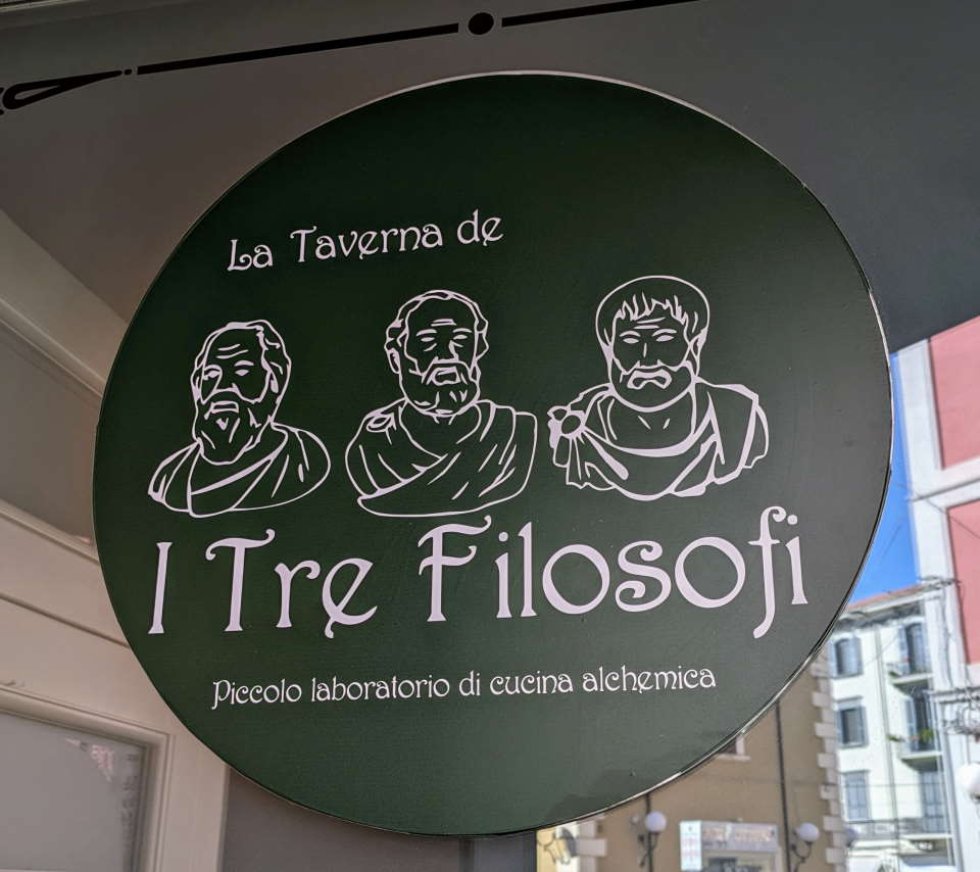 La Taverna de
I Tre Filosofi
Piccolo laboratorio di cucina alchemica